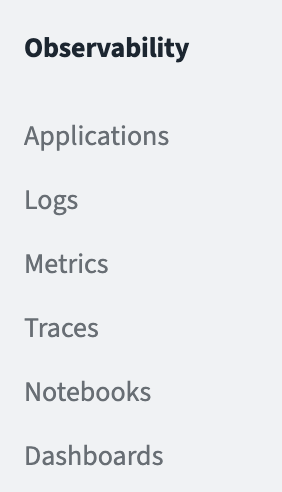 Observability
Applications
Logs
Metrics
Traces
Notebooks
Dashboards